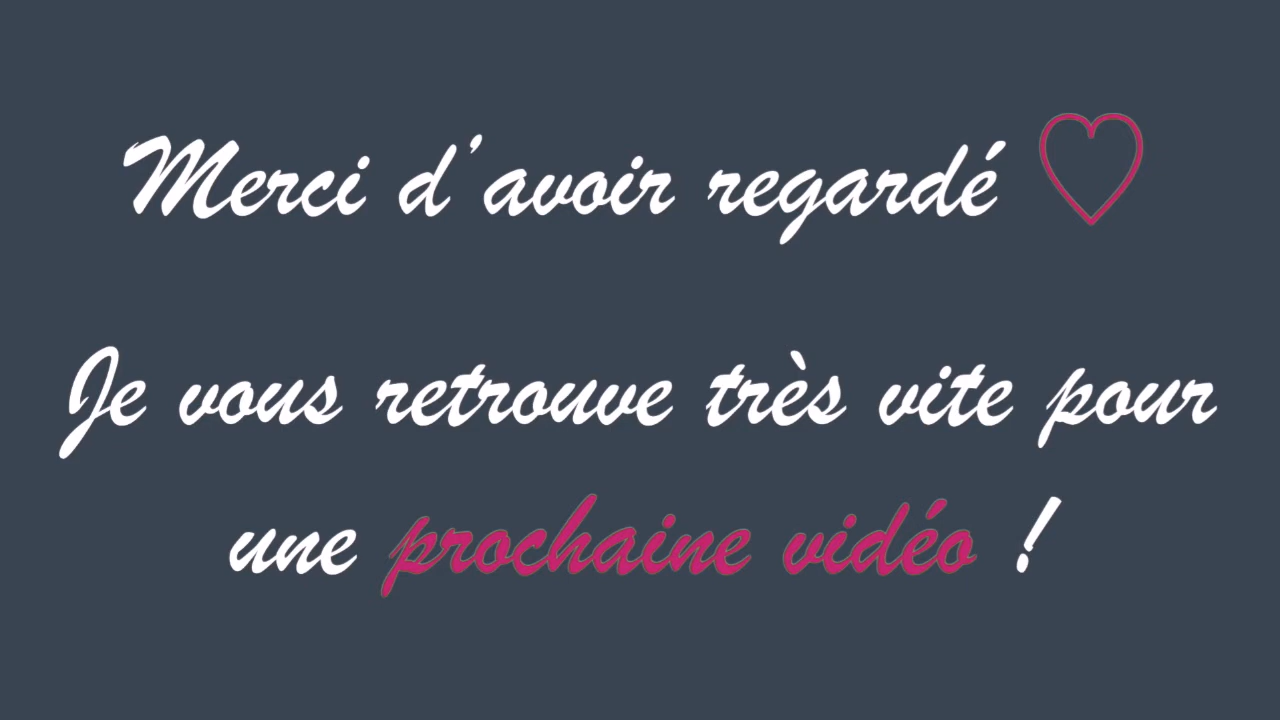 Merci d'avoir regardé ♡
Je vous retrouve très vite pour
une prochaine vidéo !